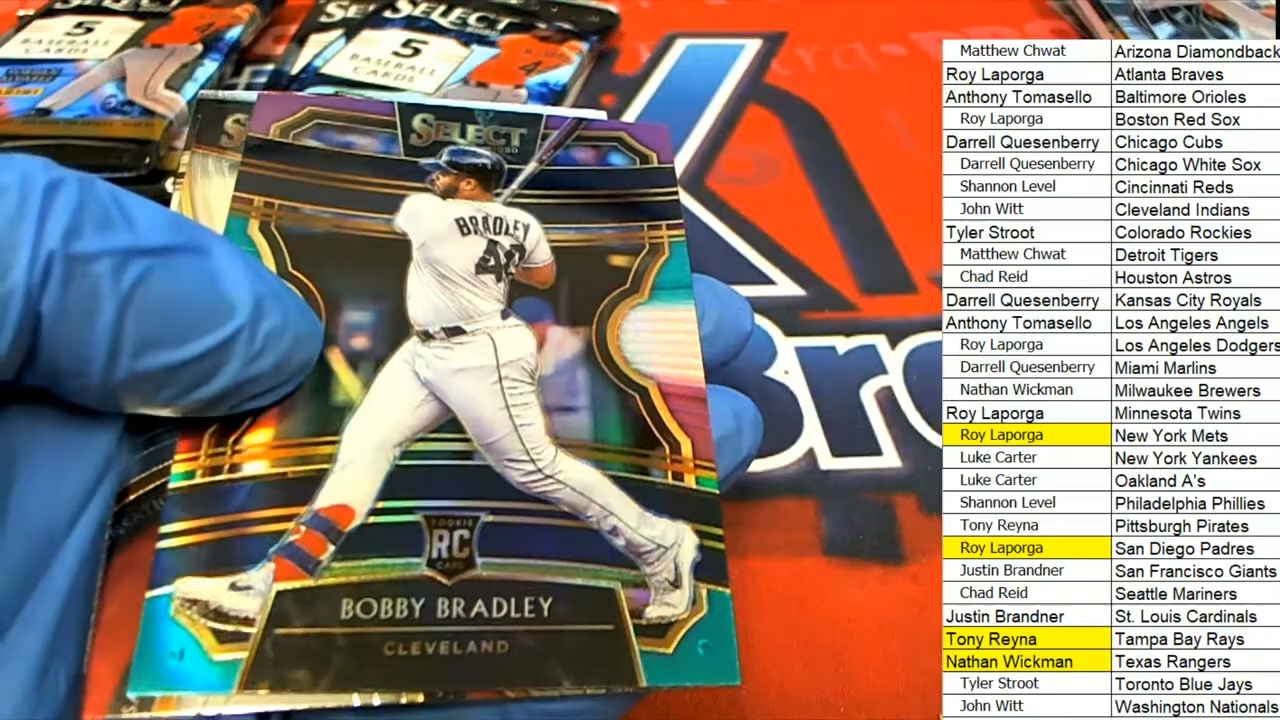 SELECT
5
BASEBALL
CARDS
SELECT
2020
5
BASEBALL
CARDS
SELECT
2020
BRADLEY
40
ROOKIE
RC
CARD
BOBBY BRADLEY
CLEVELAND
Br
Matthew Chwat Arizona Diamondback
Roy Laporga Atlanta Braves
Anthony Tomasello Baltimore Orioles
Roy Laporga Boston Red Sox
Darrell Quesenberry Chicago Cubs
Darrell Quesenberry Chicago White Sox
Shannon Level Cincinnati Reds
John Witt Cleveland Indians
Tyler Stroot Colorado Rockies
Matthew Chwat Detroit Tigers
Chad Reid Houston Astros
Darrell Quesenberry Kansas City Royals
Anthony Tomasello Los Angeles Angels
Roy Laporga Los Angeles Dodgers
Darrell Quesenberry Miami Marlins
Nathan Wickman Milwaukee Brewers
Roy Laporga Minnesota Twins
Roy Laporga New York Mets
Luke Carter New York Yankees
Luke Carter Oakland A's
Shannon Level Philadelphia Phillies
Tony Reyna Pittsburgh Pirates
Roy Laporga San Diego Padres
Justin Brandner San Francisco Giants
Chad Reid Seattle Mariners
Justin Brandner St. Louis Cardinals
Tony Reyna Tampa Bay Rays
Nathan Wickman Texas Rangers
Tyler Stroot Toronto Blue Jays
John Witt Washington Nationals